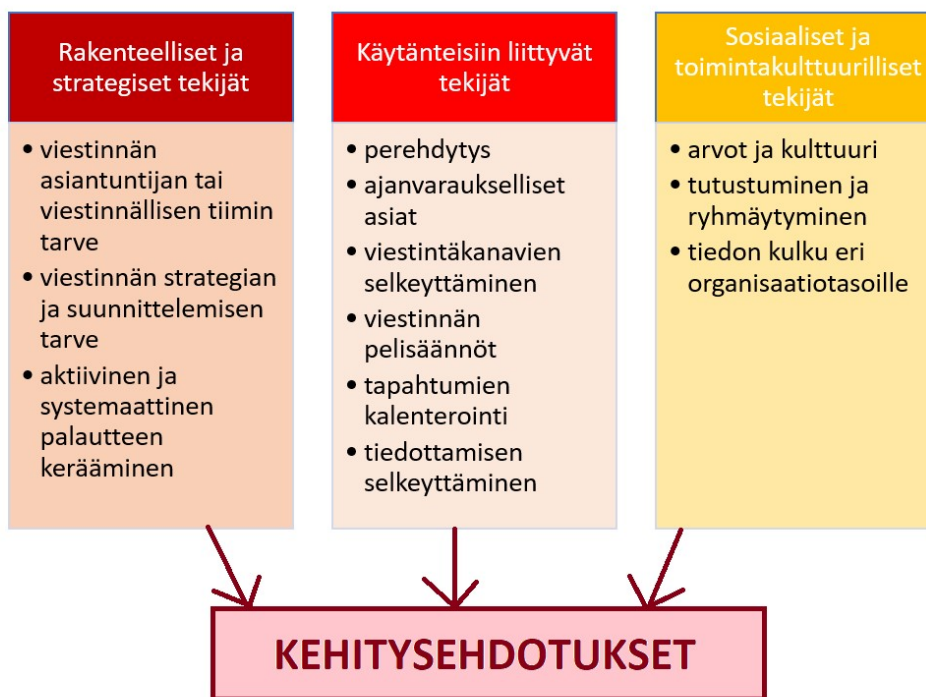 Rakenteelliset ja
strategiset tekijät
• viestinnän
asiantuntijan tai
viestinnällisen tiimin
tarve
• viestinnän strategian
ja suunnittelemisen
tarve
• aktiivinen ja
systemaattinen
palautteen
kerääminen
Käytänteisiin liittyvät
tekijät
• perehdytys
• ajanvaraukselliset
asiat
• viestintäkanavien
selkeyttäminen
• viestinnän
pelisäännöt
• tapahtumien
kalenterointi
• tiedottamisen
selkeyttäminen
Sosiaaliset ja
toimintakulttuurilliset
tekijät
• arvot ja kulttuuri
• tutustuminen ja
ryhmäytyminen
• tiedon kulku eri
organisaatiotasoille
KEHITYSEHDOTUKSET